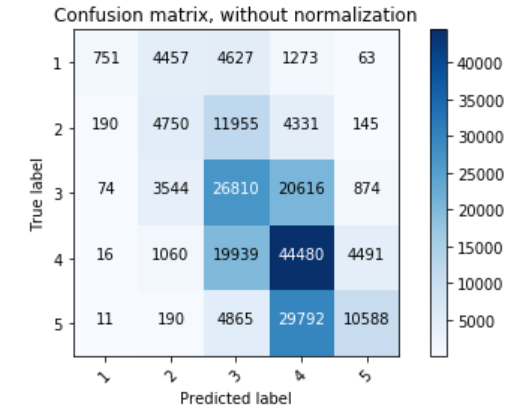 Confusion matrix, without normalization
1 751 4457 4627 1273 63
2 190 4750 11955 4331 145
3 74 3544 26810 20616 874
4 16 1060 19939 44480 4491
5 11 190 4865 29792 10588
1 2 3 4 5
Predicted label
True label
40000
35000
30000
25000
20000
15000
10000
5000